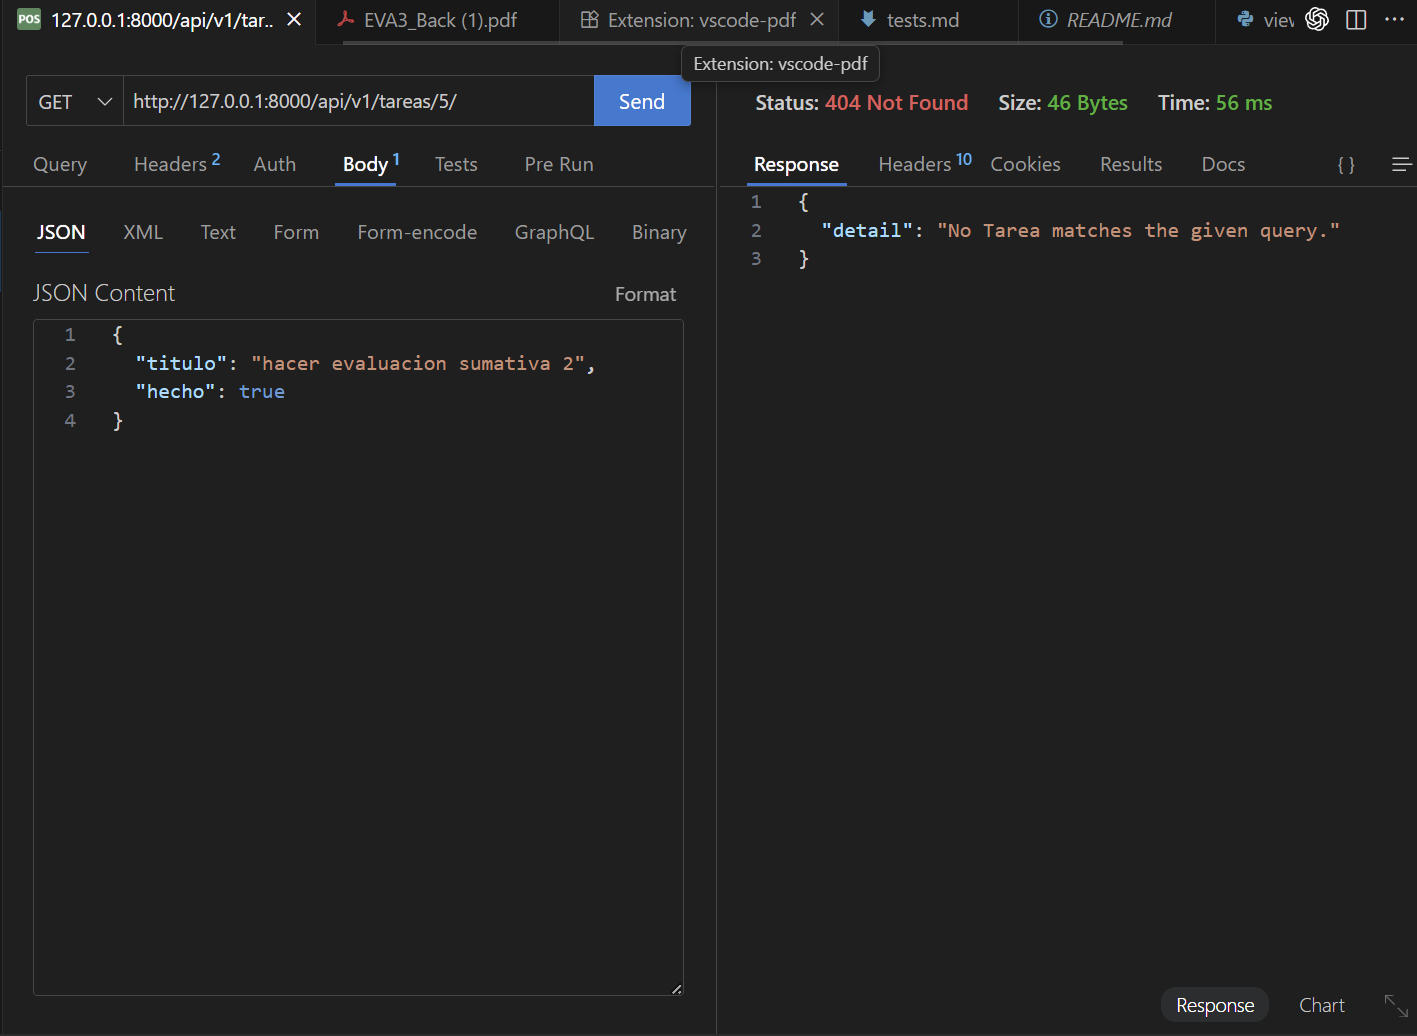 POS 127.0.0.1:8000/api/v1/tar.. EVA3_Back (1).pdf Extension: vscode-pdf tests.md README.md
Extension: vscode-pdf
GET http://127.0.0.1:8000/api/v1/tareas/5/ Send
Status: 404 Not Found Size: 46 Bytes Time: 56 ms
Query Headers 2 Auth Body 1 Tests Pre Run
Response Headers 10 Cookies Results Docs { }
JSON XML Text Form Form-encode GraphQL Binary
JSON Content Format
1 {
2 "titulo": "hacer evaluacion sumativa 2",
3 "hecho": true
4 }
1 {
2 "detail": "No Tarea matches the given query."
3 }
Response Chart